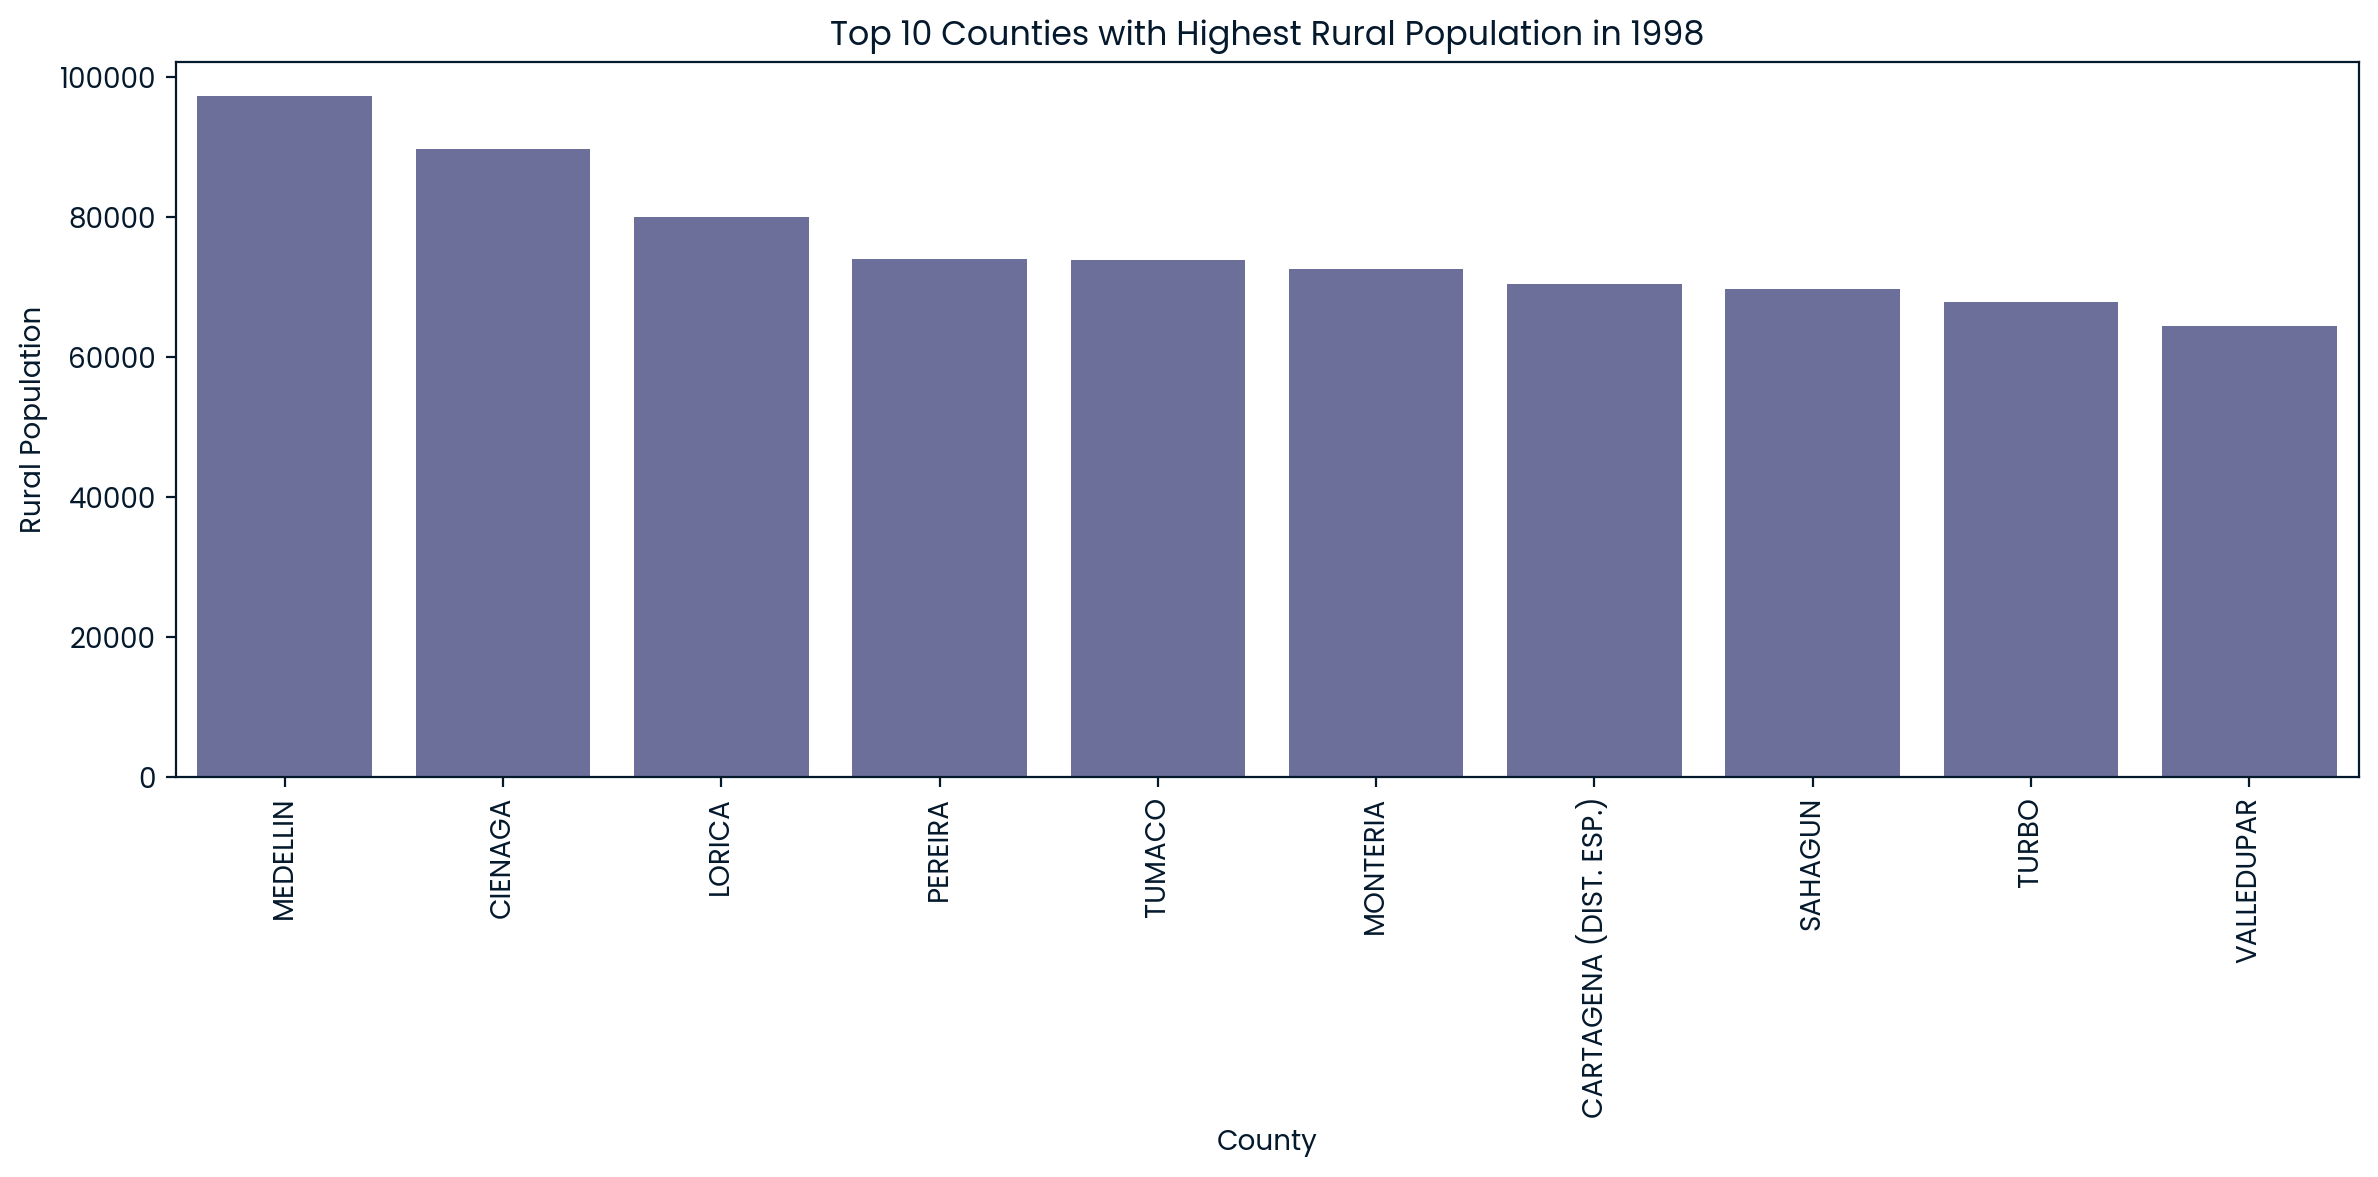 Top 10 Counties with Highest Rural Population in 1998
Rural Population
100000
80000
60000
40000
20000
0
MEDELLIN
CIENAGA
LORICA
PEREIRA
TUMACO
MONTERIA
CARTAGENA (DIST. ESP.)
SAHAGUN
TURBO
VALLEDUPAR
County